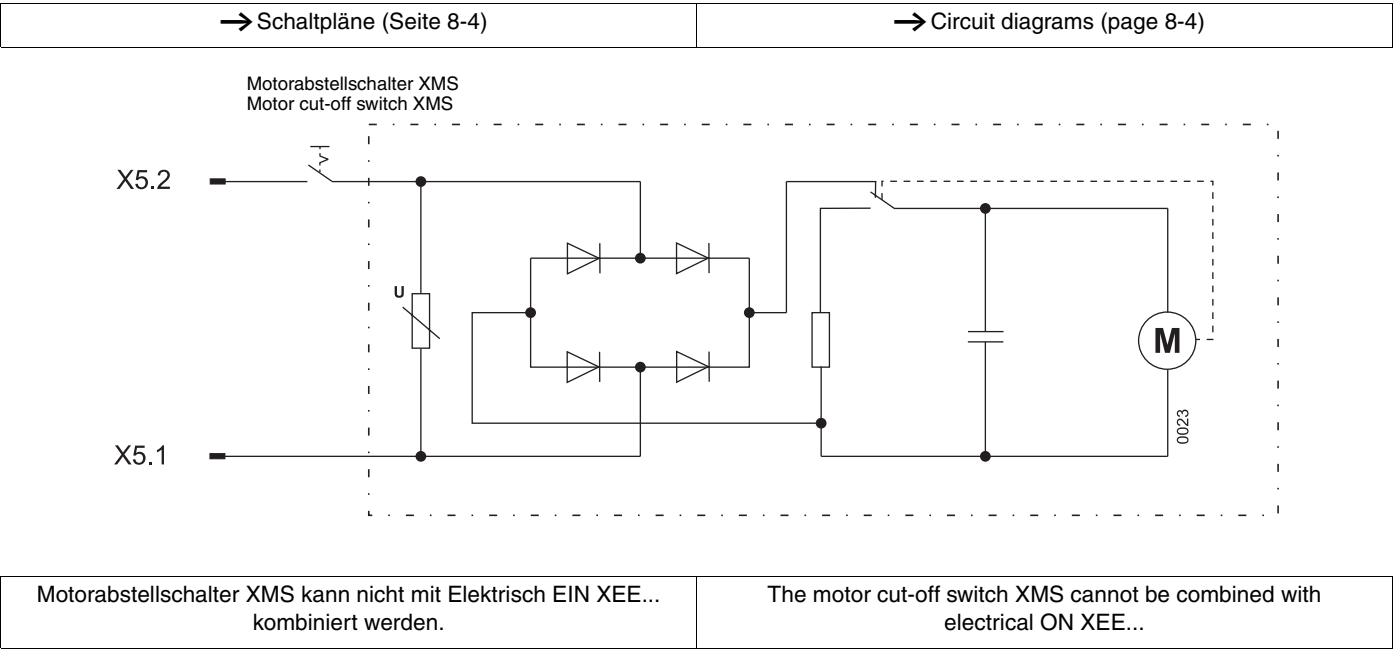 → Schaltpläne (Seite 8-4)
→ Circuit diagrams (page 8-4)
Motorabstellschalter XMS
Motor cut-off switch XMS
X5.2
U
M
0023
X5.1
Motorabstellschalter XMS kann nicht mit Elektrisch EIN XEE...
kombiniert werden.
The motor cut-off switch XMS cannot be combined with
electrical ON XEE...